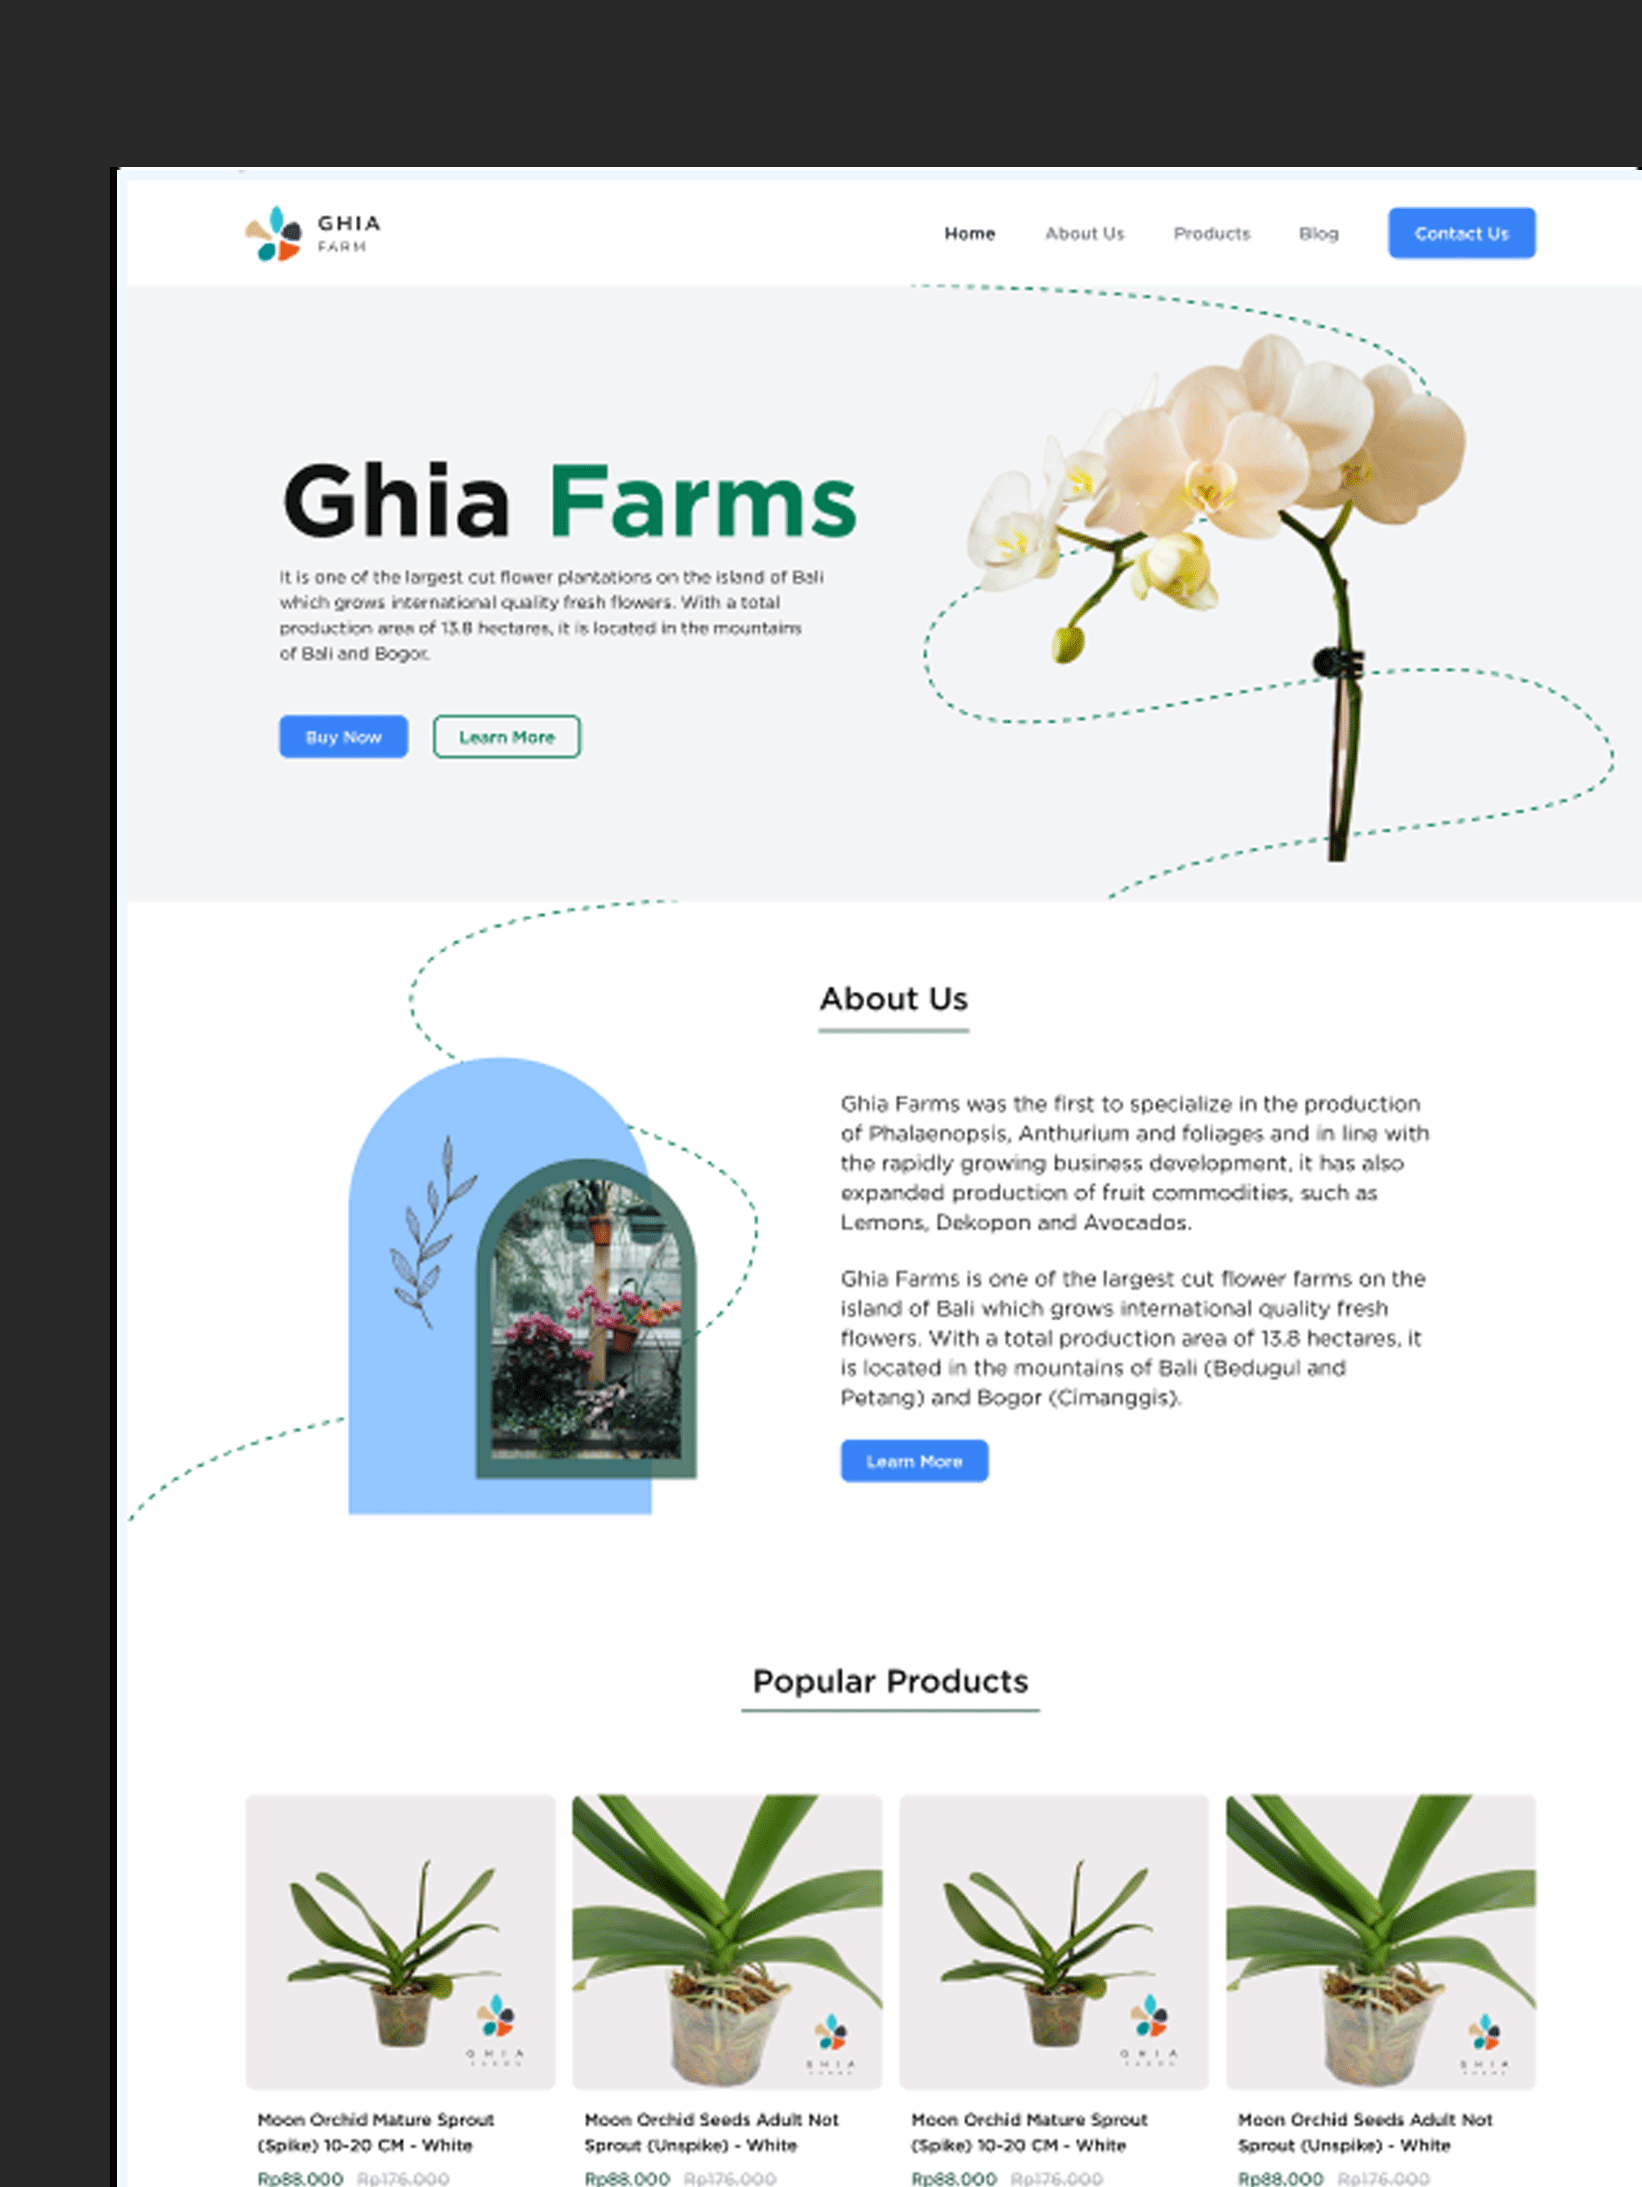 GHIA
FARM
Home
About Us
Products
Blog
Contact Us
Ghia Farms
It is one of the largest cut flower plantations on the island of Bali
which grows international quality fresh flowers. With a total
production area of 13.8 hectares, it is located in the mountains
of Bali and Bogor.
Buy Now
Learn More
About Us
Ghia Farms was the first to specialize in the production
of Phalaenopsis, Anthurium and foliages and in line with
the rapidly growing business development, it has also
expanded production of fruit commodities, such as
Lemons, Dekopon and Avocados.
Ghia Farms is one of the largest cut flower farms on the
island of Bali which grows international quality fresh
flowers. With a total production area of 13.8 hectares, it
is located in the mountains of Bali (Bedugul and
Petang) and Bogor (Cimanggis).
Learn More
Popular Products
GHIA
GHIA
GHIA
GHIA
Moon Orchid Mature Sprout
(Spike) 10-20 CM - White
Rp88.000 Rp176.000
Moon Orchid Seeds Adult Not
Sprout (Unspike) - White
Rp88.000 Rp176.000
Moon Orchid Mature Sprout
(Spike) 10-20 CM - White
Rp88.000 Rp176.000
Moon Orchid Seeds Adult Not
Sprout (Unspike) - White
Rp88.000 Rp176.000